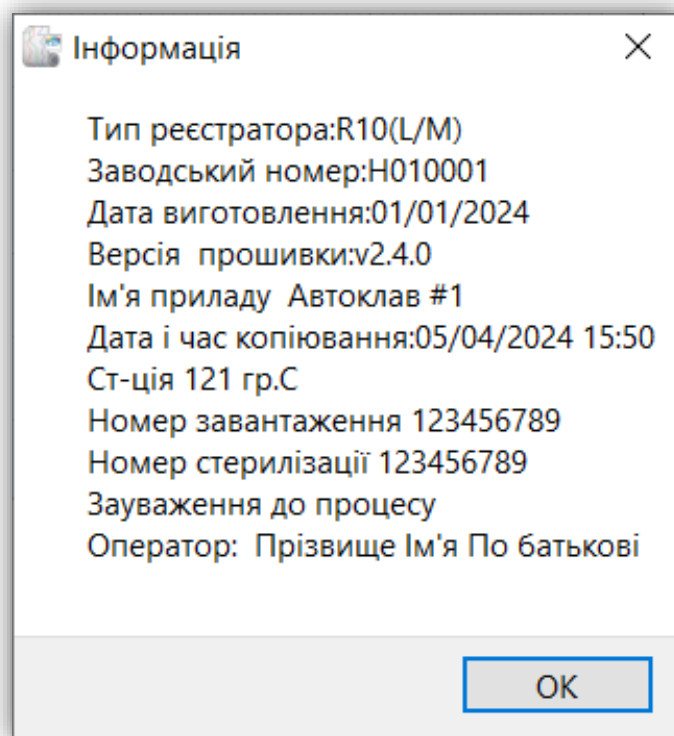 Інформація
Тип реєстратора:R10(L/M)
Заводський номер:H010001
Дата виготовлення:01/01/2024
Версія  прошивки:v2.4.0
Ім'я приладу  Автоклав #1
Дата і час копіювання:05/04/2024 15:50
Ст-ція 121 гр.С
Номер завантаження 123456789
Номер стерилізації 123456789
Зауваження до процесу
Оператор:  Прізвище Ім'я По батькові
OK